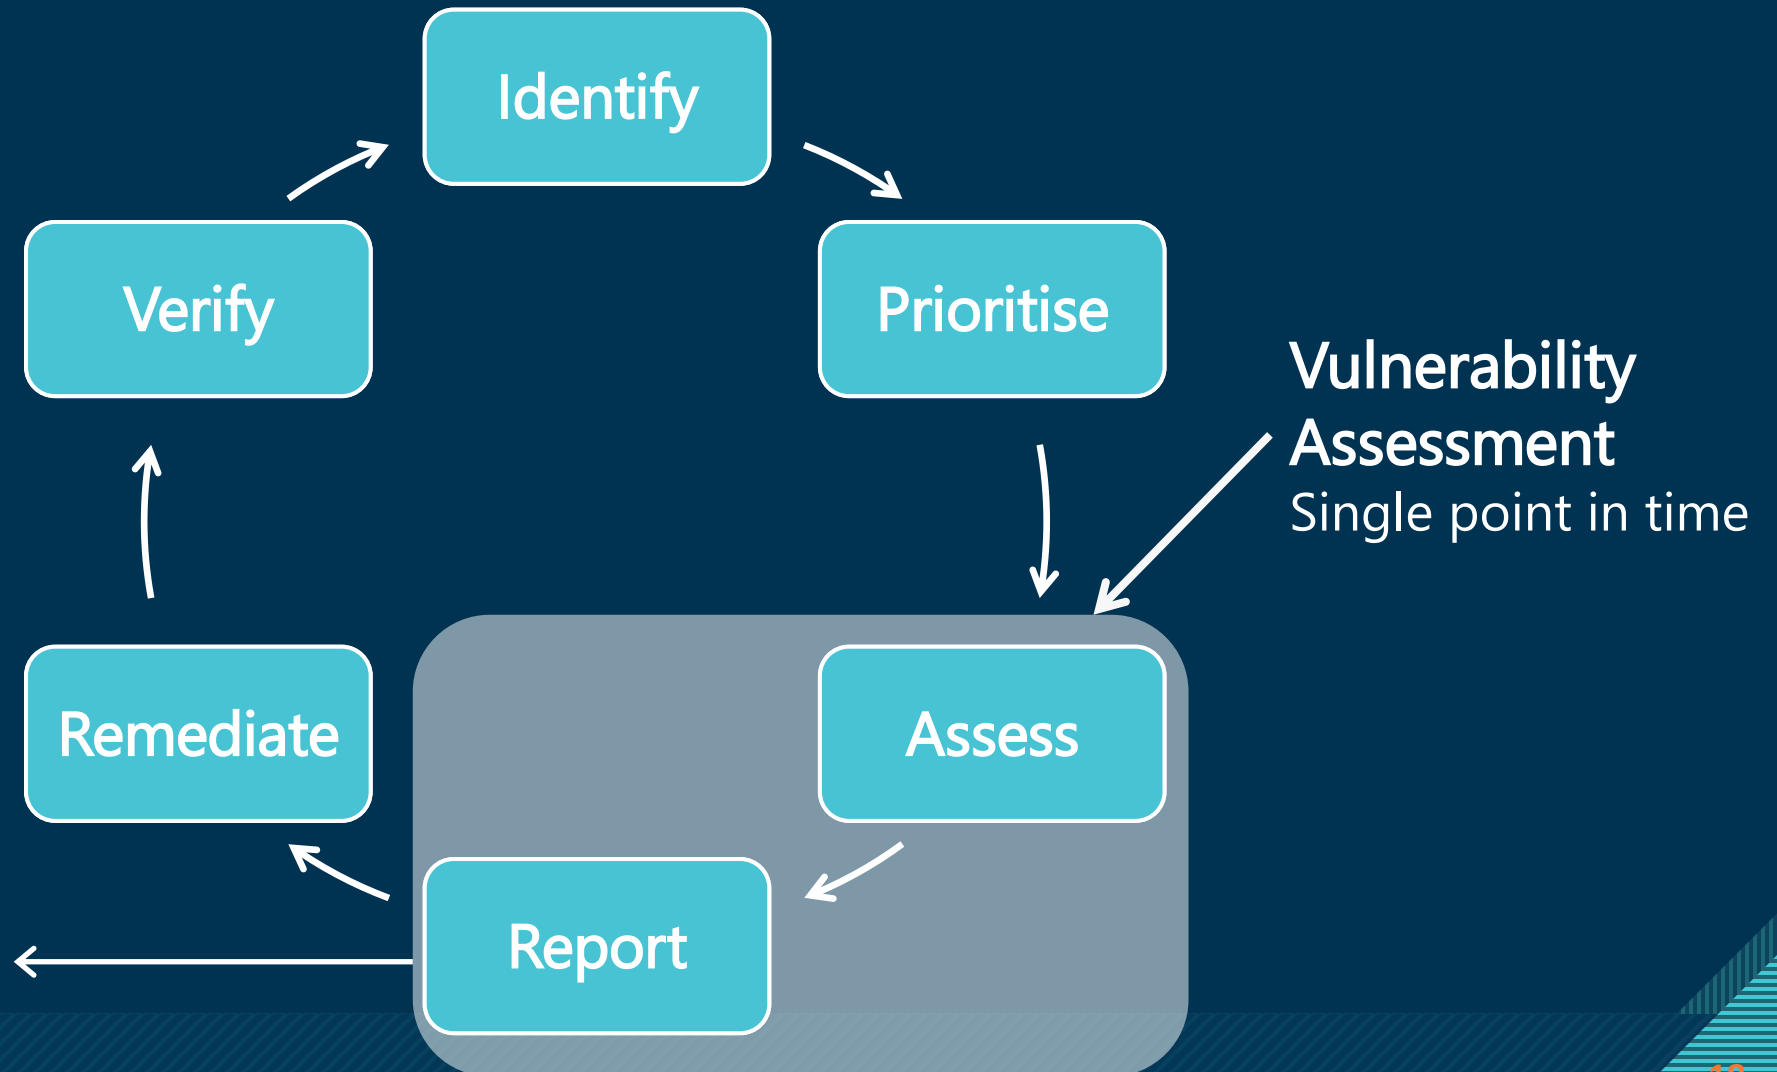 Identify
Verify
Prioritise
Vulnerability
Assessment
Single point in time
Remediate
Assess
Report